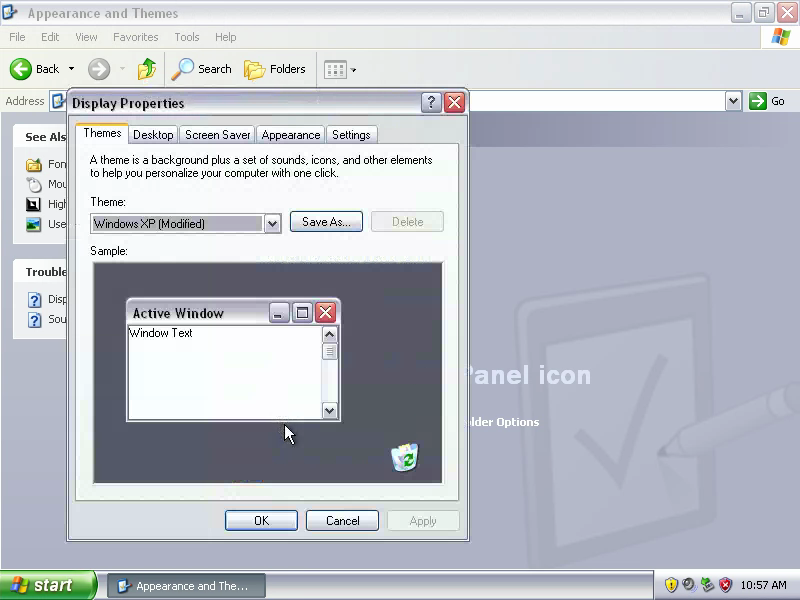 Appearance and Themes
File Edit View Favorites Tools Help
Back Search Folders
Address Go
Display Properties
Themes Desktop Screen Saver Appearance Settings
A theme is a background plus a set of sounds, icons, and other elements
to help you personalize your computer with one click.
Theme:
Windows XP (Modified) Save As... Delete
Sample:
Active Window
Window Text
OK Cancel Apply
See Als
Fon
Mou
High
Use
Trouble
Disp
Sou
Panel icon
lder Options
start Appearance and The... 10:57 AM